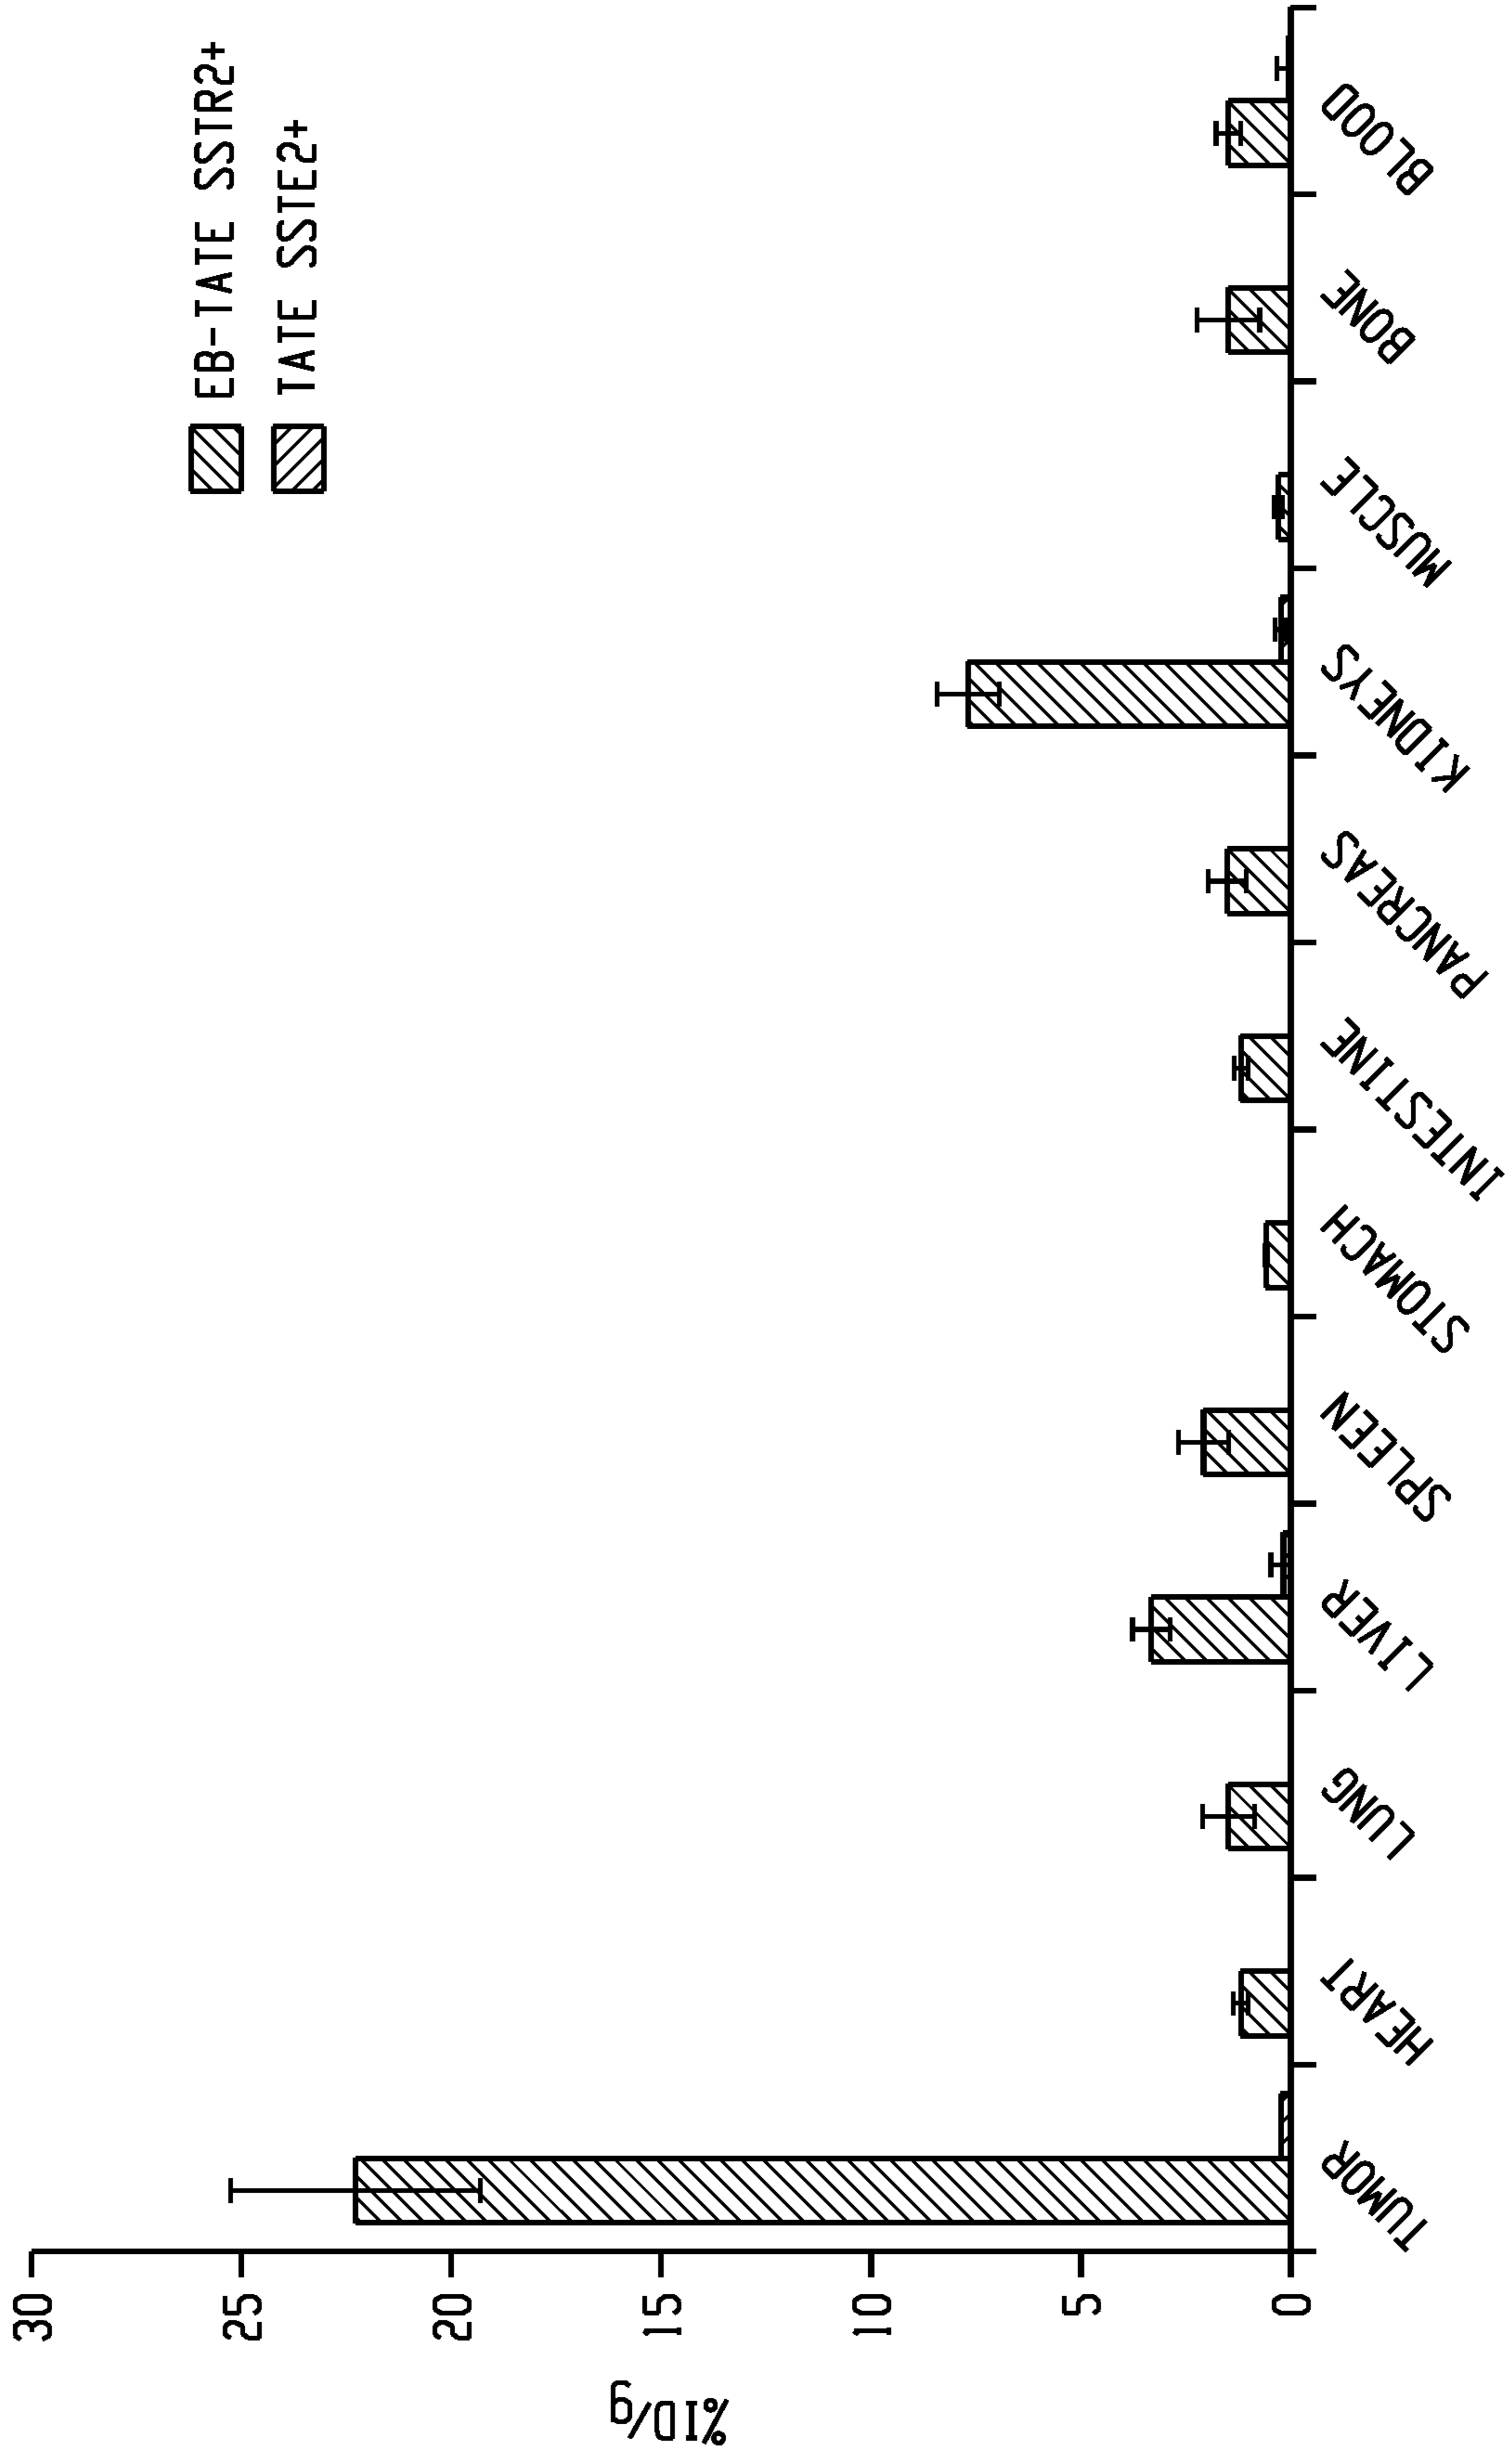 EB-TATE SSTR2+
TATE SSTE2+
%ID/g
30
25
20
15
10
5
0
TUMOR
HEART
LUNG
LIVER
SPLEEN
STOMACH
INTESTINE
PANCREAS
KIDNEYS
MUSCLE
BONE
BLOOD